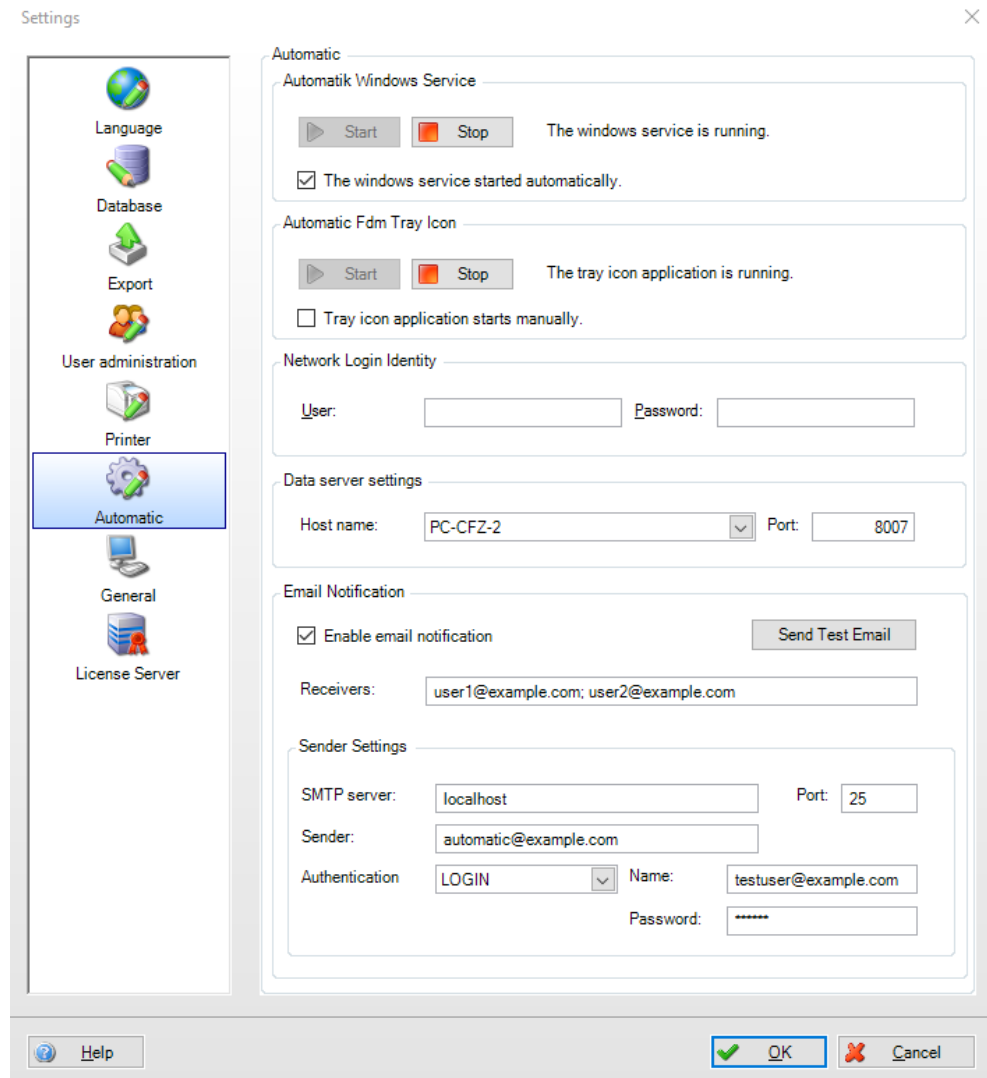 Settings
Language
Database
Export
User administration
Printer
Automatic
General
License Server
Automatic
Automatik Windows Service
Start
Stop
The windows service is running.
The windows service started automatically.
Automatic Fdm Tray Icon
Start
Stop
The tray icon application is running.
Tray icon application starts manually.
Network Login Identity
User:
Password:
Data server settings
Host name:
PC-CFZ-2
Port:
8007
Email Notification
Enable email notification
Send Test Email
Receivers:
user1@example.com; user2@example.com
Sender Settings
SMTP server:
localhost
Port:
25
Sender:
automatic@example.com
Authentication
LOGIN
Name:
testuser@example.com
Password:
******
Help
OK
Cancel